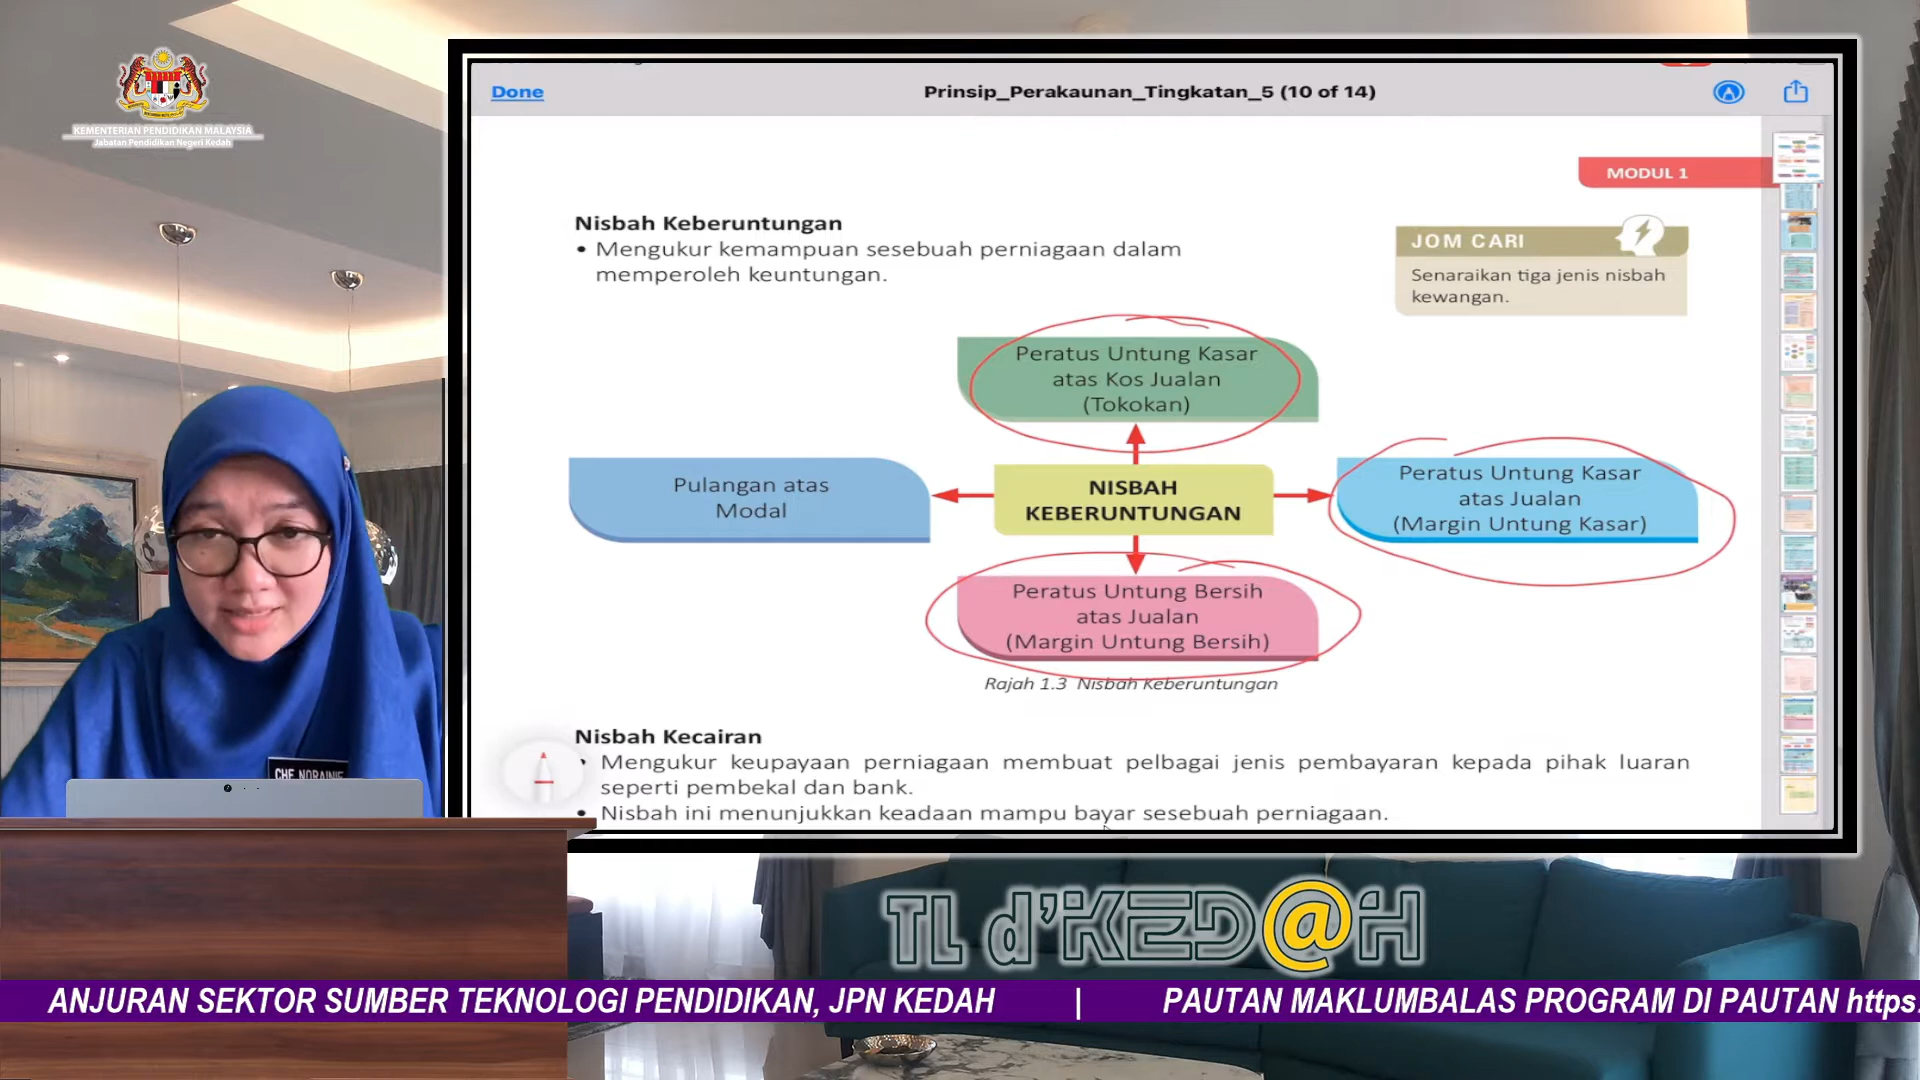 KEMENTERIAN PENDIDIKAN MALAYSIA
Jabatan Pendidikan Negeri Kedah
Done
Prinsip_Perakaunan_Tingkatan_5 (10 of 14)
MODUL 1
Nisbah Keberuntungan
• Mengukur kemampuan sesebuah perniagaan dalam
memperoleh keuntungan.
JOM CARI
Senaraikan tiga jenis nisbah
kewangan.
Peratus Untung Kasar
atas Kos Jualan
(Tokokan)
Pulangan atas
Modal
NISBAH
KEBERUNTUNGAN
Peratus Untung Kasar
atas Jualan
(Margin Untung Kasar)
Peratus Untung Bersih
atas Jualan
(Margin Untung Bersih)
Rajah 1.3 Nisbah Keberuntungan
Nisbah Kecairan
• Mengukur keupayaan perniagaan membuat pelbagai jenis pembayaran kepada pihak luaran
seperti pembekal dan bank.
• Nisbah ini menunjukkan keadaan mampu bayar sesebuah perniagaan.
CHE NORAINIE
TL d'KED@H
ANJURAN SEKTOR SUMBER TEKNOLOGI PENDIDIKAN, JPN KEDAH | PAUTAN MAKLUMBALAS PROGRAM DI PAUTAN https: